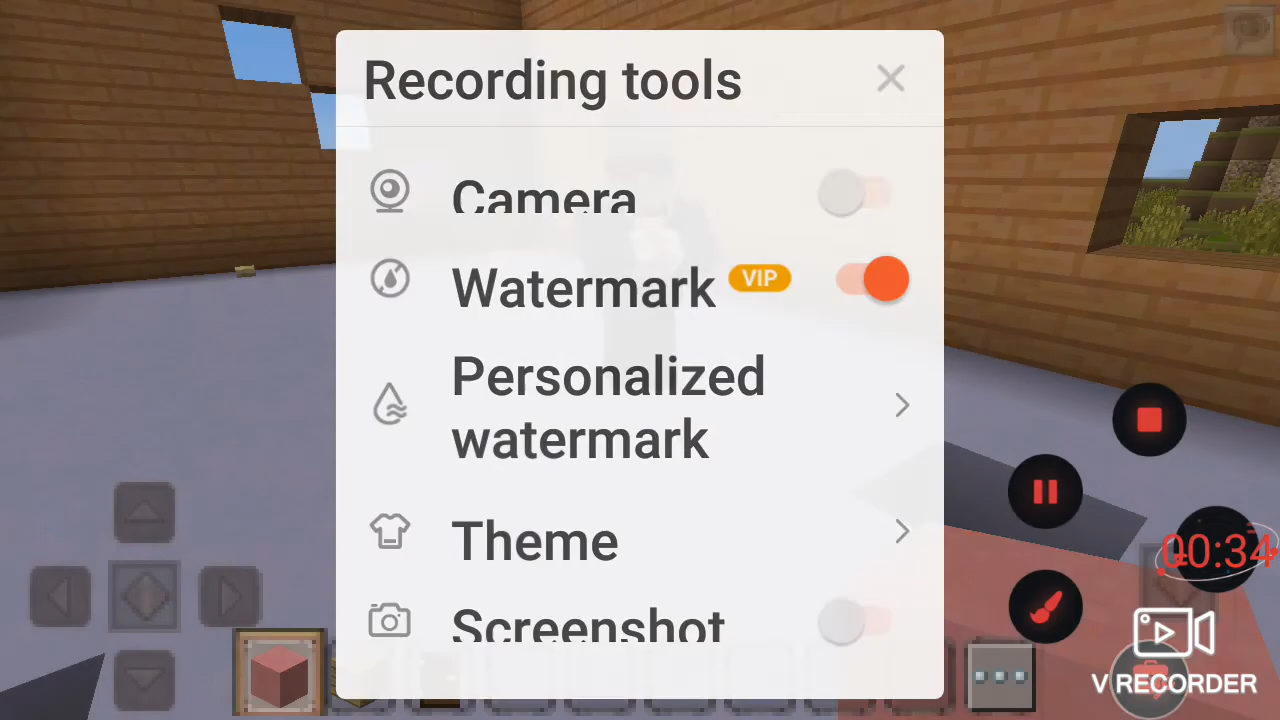 Recording tools
Camera
Watermark VIP
Personalized
watermark
Theme
Screenshot
00:34
V RECORDER